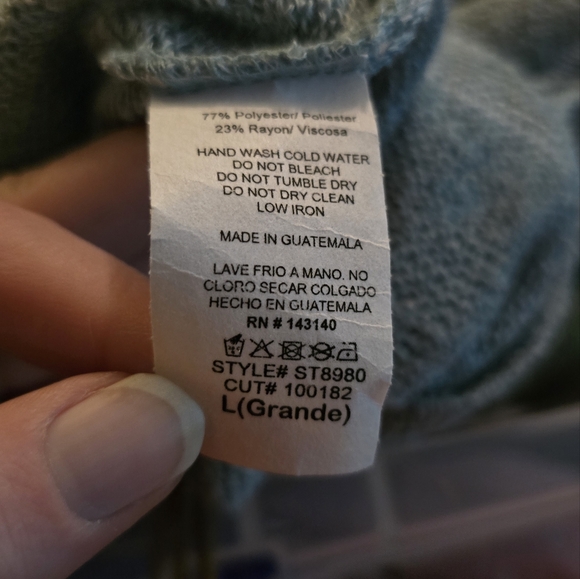 77% Polyester/ Poliester
23% Rayon/ Viscosa
HAND WASH COLD WATER
DO NOT BLEACH
DO NOT TUMBLE DRY
DO NOT DRY CLEAN
LOW IRON
MADE IN GUATEMALA
LAVE FRIO A MANO. NO
CLORO SECAR COLGADO
HECHO EN GUATEMALA
RN # 143140
STYLE# ST8980
CUT# 100182
L(Grande)